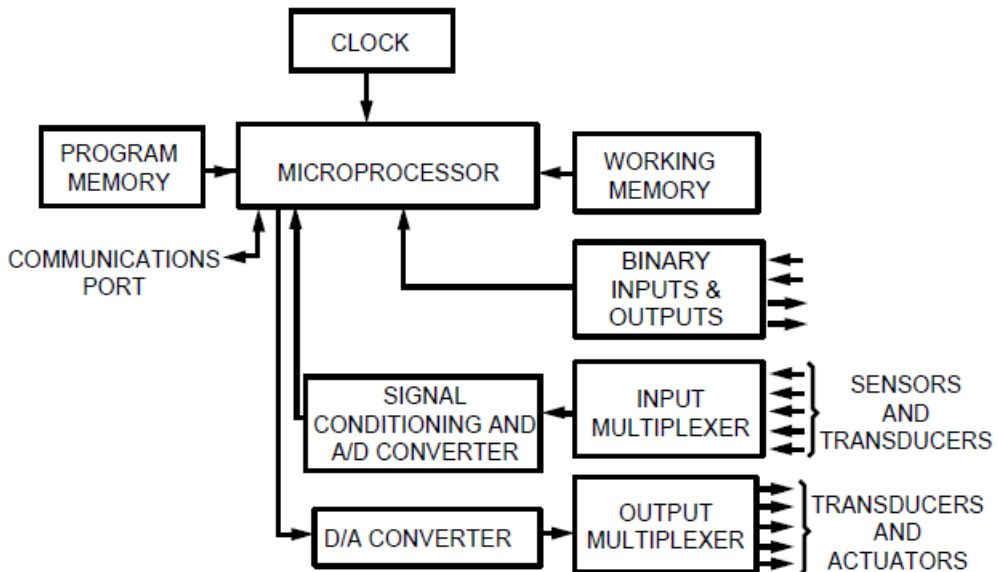 CLOCK
PROGRAM
MEMORY
MICROPROCESSOR
WORKING
MEMORY
COMMUNICATIONS
PORT
BINARY
INPUTS &
OUTPUTS
SIGNAL
CONDITIONING AND
A/D CONVERTER
INPUT
MULTIPLEXER
SENSORS
AND
TRANSDUCERS
D/A CONVERTER
OUTPUT
MULTIPLEXER
TRANSDUCERS
AND
ACTUATORS